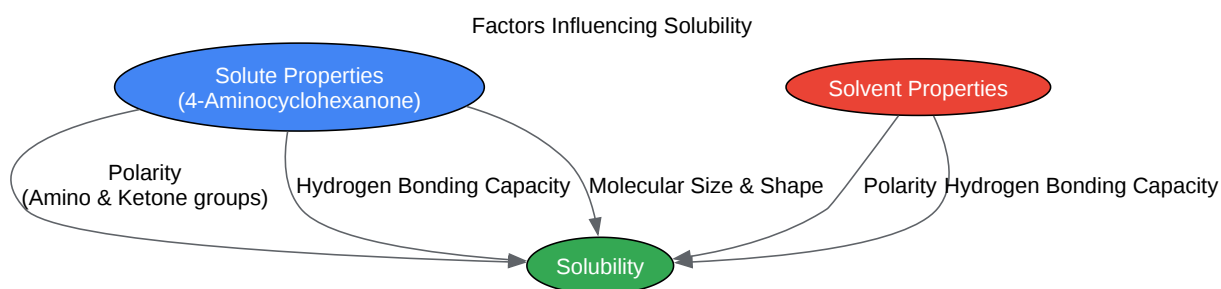 Factors Influencing Solubility
Solute Properties
(4-Aminocyclohexanone)
Solvent Properties
Polarity
(Amino & Ketone groups)
Hydrogen Bonding Capacity
Molecular Size & Shape
Polarity
Hydrogen Bonding Capacity
Solubility